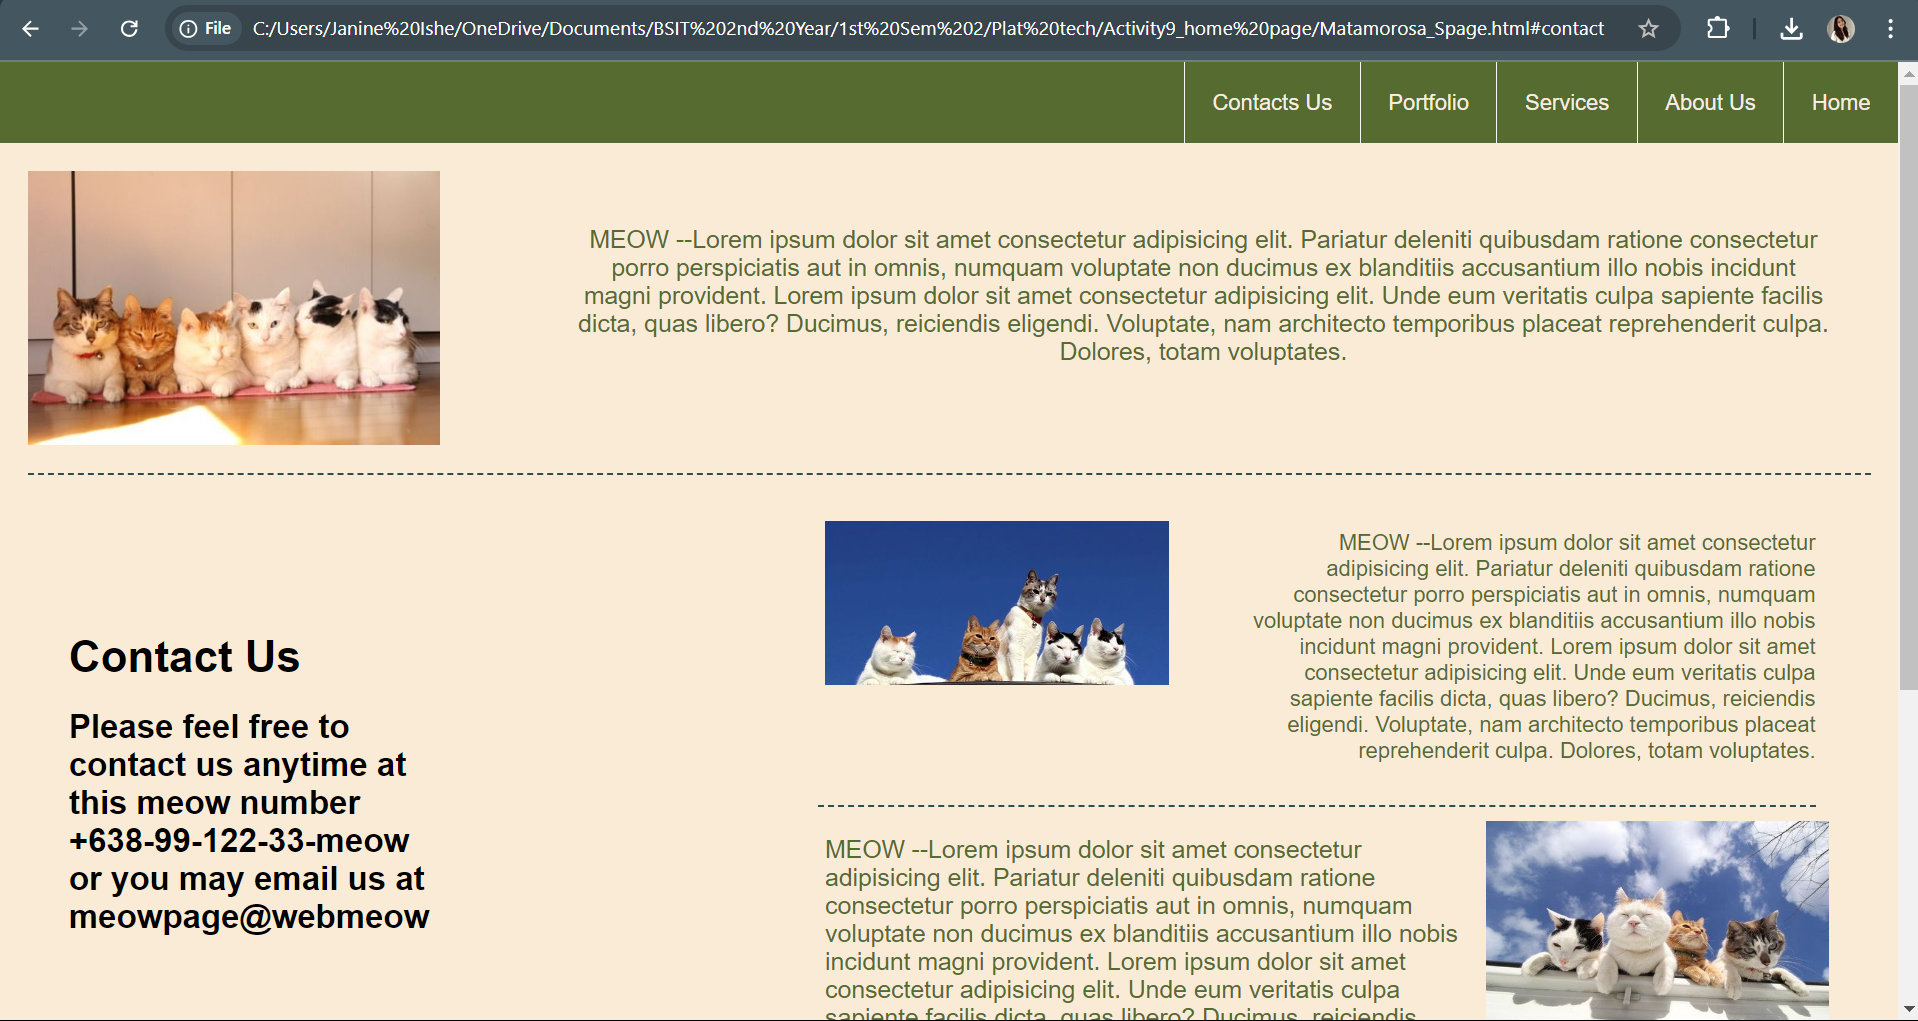 File
C:/Users/Janine%20Ishe/OneDrive/Documents/BSIT%202nd%20Year/1st%20Sem%202/Plat%20tech/Activity9_home%20page/Matamorosa_Spage.html#contact
Contacts Us
Portfolio
Services
About Us
Home
MEOW --Lorem ipsum dolor sit amet consectetur adipisicing elit. Pariatur deleniti quibusdam ratione consectetur
porro perspiciatis aut in omnis, numquam voluptate non ducimus ex blanditiis accusantium illo nobis incidunt
magni provident. Lorem ipsum dolor sit amet consectetur adipisicing elit. Unde eum veritatis culpa sapiente facilis
dicta, quas libero? Ducimus, reiciendis eligendi. Voluptate, nam architecto temporibus placeat reprehenderit culpa.
Dolores, totam voluptates.
Contact Us
Please feel free to
contact us anytime at
this meow number
+638-99-122-33-meow
or you may email us at
meowpage@webmeow
MEOW --Lorem ipsum dolor sit amet consectetur
adipisicing elit. Pariatur deleniti quibusdam ratione
consectetur porro perspiciatis aut in omnis, numquam
voluptate non ducimus ex blanditiis accusantium illo nobis
incidunt magni provident. Lorem ipsum dolor sit amet
consectetur adipisicing elit. Unde eum veritatis culpa
sapiente facilis dicta, quas libero? Ducimus, reiciendis
eligendi. Voluptate, nam architecto temporibus placeat
reprehenderit culpa. Dolores, totam voluptates.
MEOW --Lorem ipsum dolor sit amet consectetur
adipisicing elit. Pariatur deleniti quibusdam ratione
consectetur porro perspiciatis aut in omnis, numquam
voluptate non ducimus ex blanditiis accusantium illo nobis
incidunt magni provident. Lorem ipsum dolor sit amet
consectetur adipisicing elit. Unde eum veritatis culpa
sapiente facilis dicta, quas libero? Ducimus, reiciendis